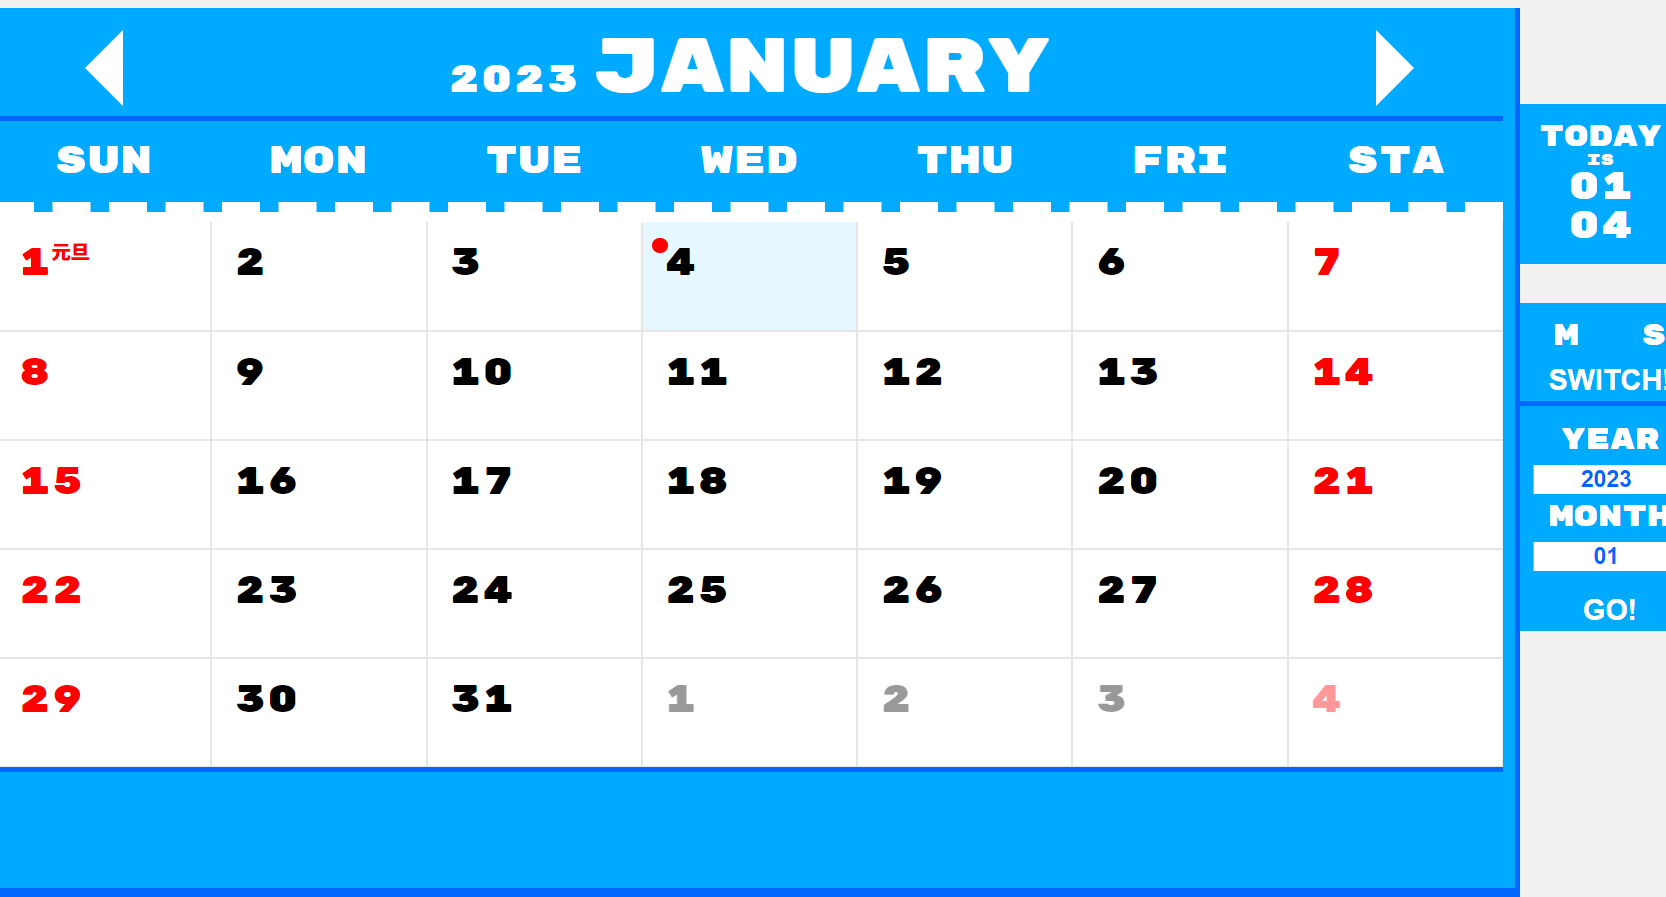 2023 JANUARY
SUN MON TUE WED THU FRI STA
1 元旦 2 3 4 5 6 7
8 9 10 11 12 13 14
15 16 17 18 19 20 21
22 23 24 25 26 27 28
29 30 31 1 2 3 4
TODAY
IS
01
04
M S
SWITCH!
YEAR
2023
MONTH
01
GO!